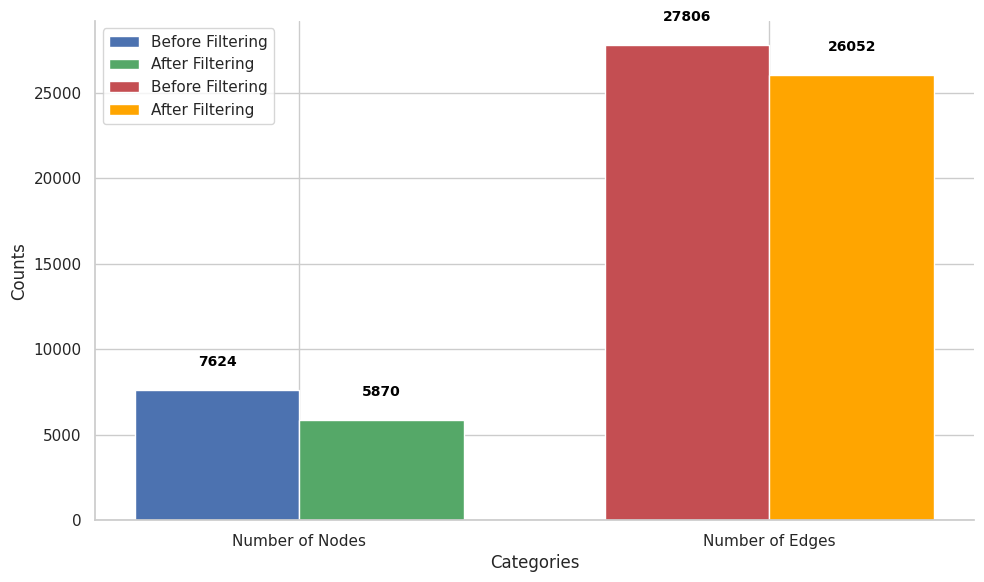 27806
26052
Before Filtering
After Filtering
Before Filtering
After Filtering
25000
20000
15000
10000
5000
0
Counts
7624
5870
Number of Nodes
Number of Edges
Categories